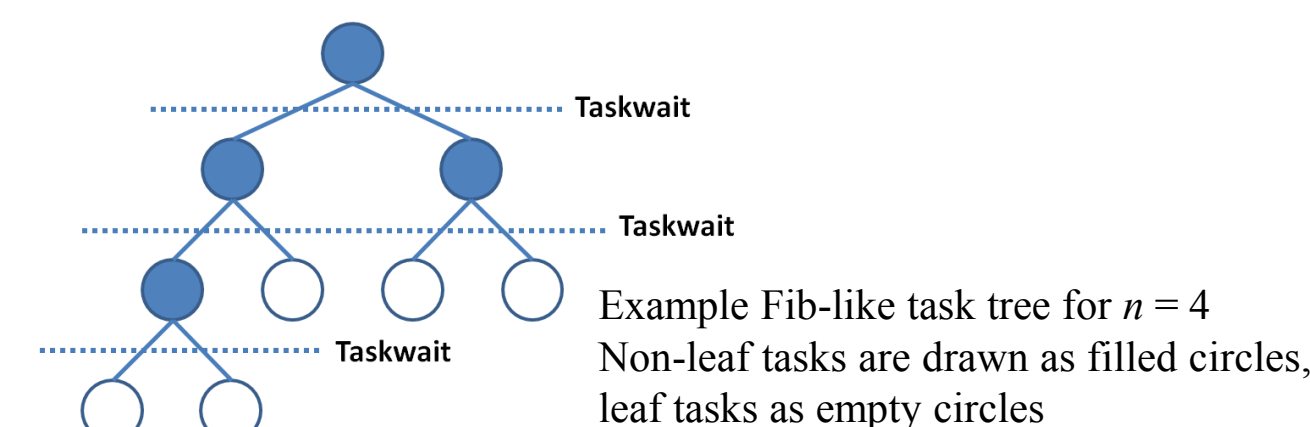 Taskwait
Taskwait
Example Fib-like task tree for n = 4
Non-leaf tasks are drawn as filled circles,
Taskwait
leaf tasks as empty circles